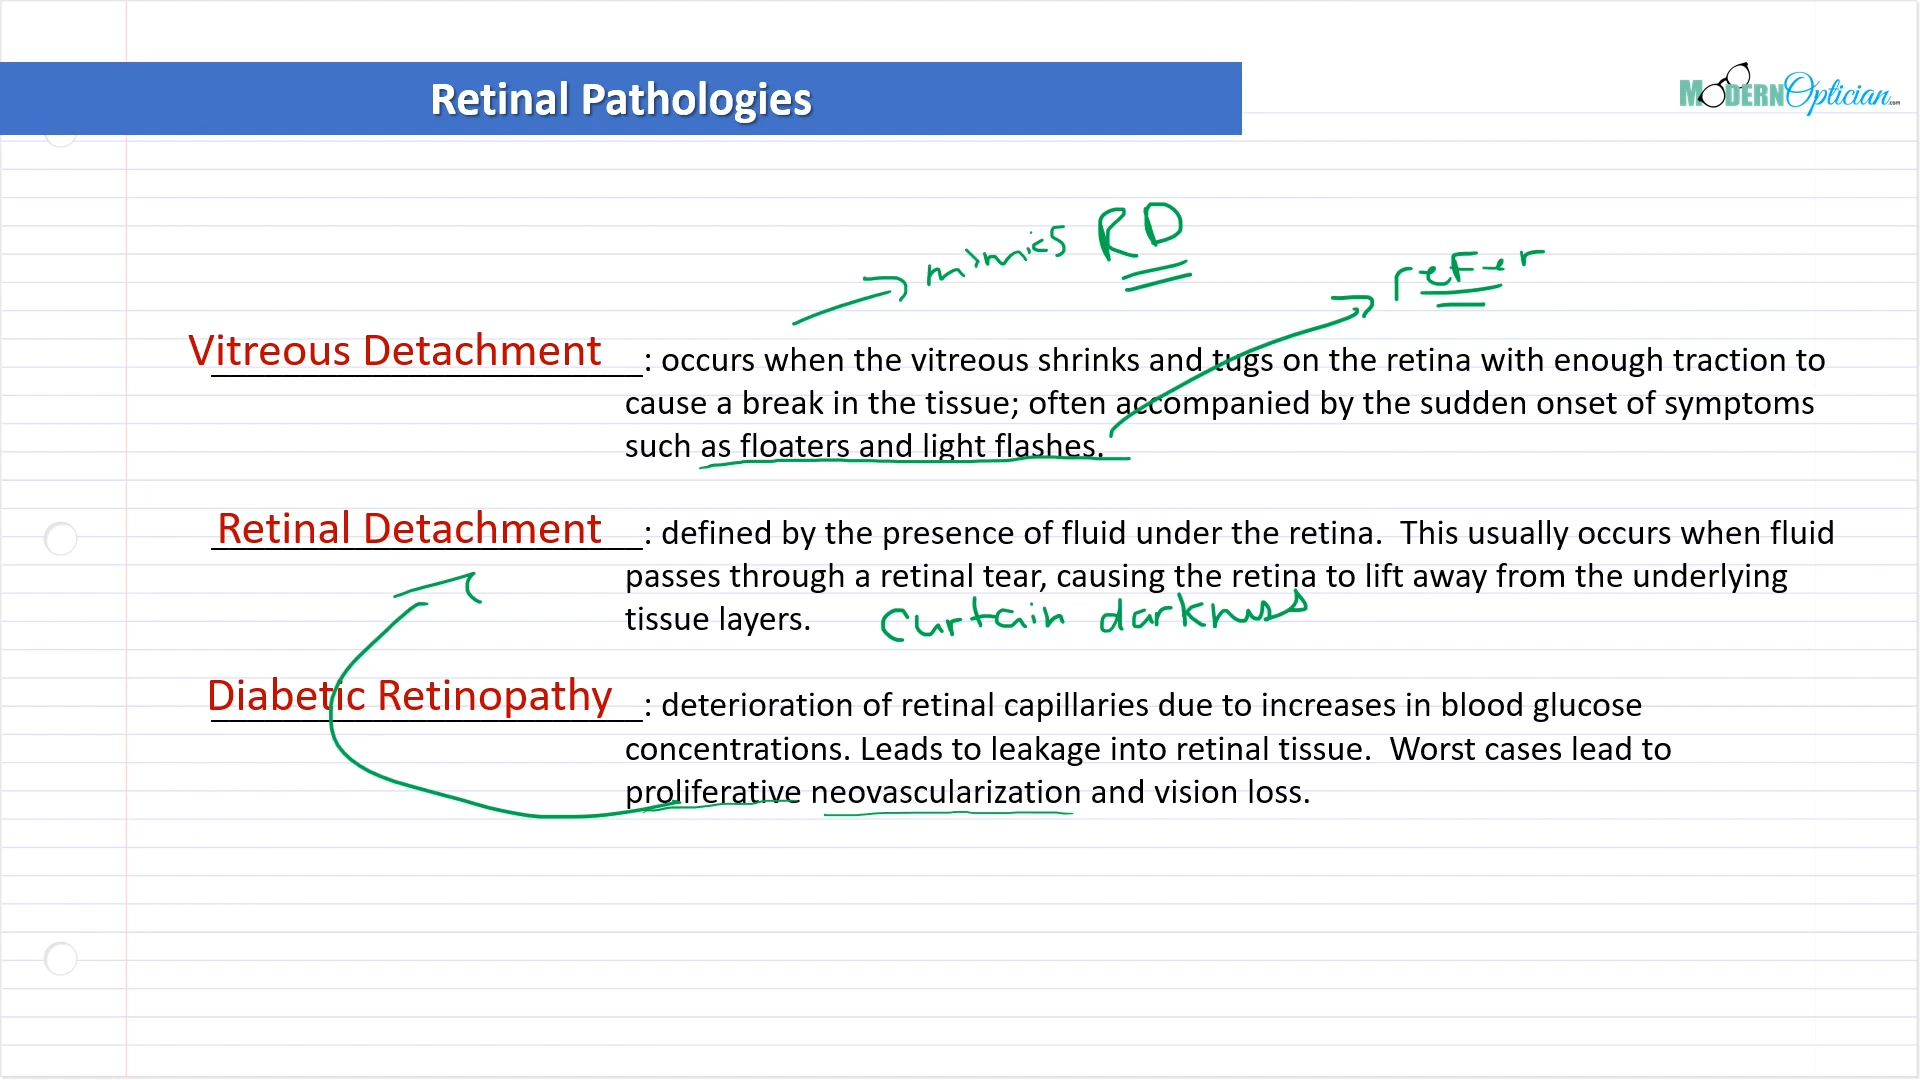 Retinal Pathologies
MODERNOptician.com
mimics RD
refer
Vitreous Detachment: occurs when the vitreous shrinks and tugs on the retina with enough traction to
cause a break in the tissue; often accompanied by the sudden onset of symptoms
such as floaters and light flashes.
Retinal Detachment: defined by the presence of fluid under the retina. This usually occurs when fluid
passes through a retinal tear, causing the retina to lift away from the underlying
tissue layers. Curtain darkness
Diabetic Retinopathy: deterioration of retinal capillaries due to increases in blood glucose
concentrations. Leads to leakage into retinal tissue. Worst cases lead to
proliferative neovascularization and vision loss.